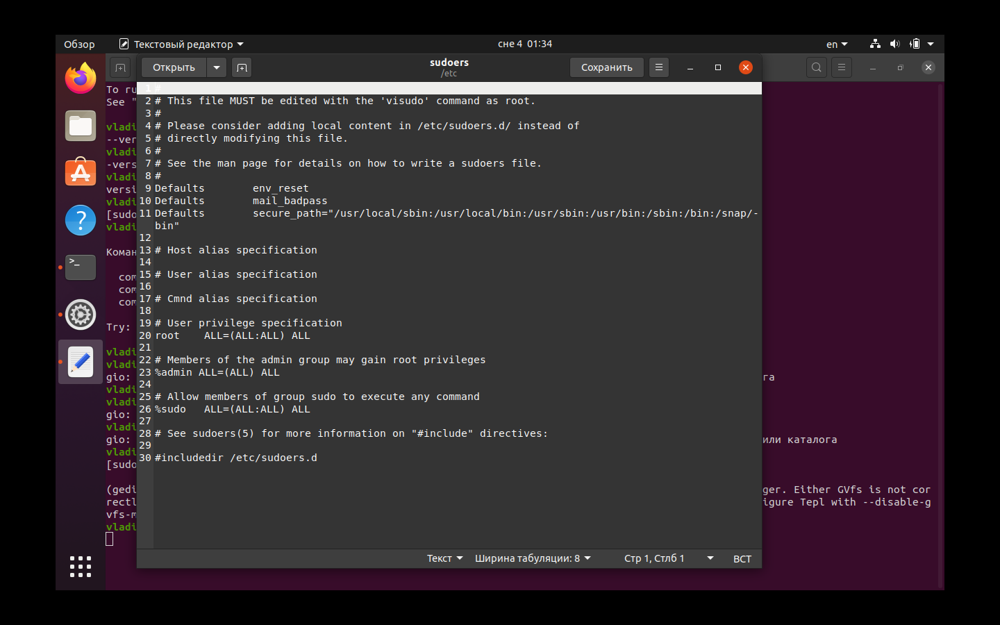 Обзор
Текстовый редактор
сне 4 01:34
en
Открыть
sudoers
/etc
Сохранить
1 #
2 # This file MUST be edited with the 'visudo' command as root.
3 #
4 # Please consider adding local content in /etc/sudoers.d/ instead of
5 # directly modifying this file.
6 #
7 # See the man page for details on how to write a sudoers file.
8 #
9 Defaults        env_reset
10 Defaults        mail_badpass
11 Defaults        secure_path="/usr/local/sbin:/usr/local/bin:/usr/sbin:/usr/bin:/sbin:/bin:/snap/-
bin"
12
13 # Host alias specification
14
15 # User alias specification
16
17 # Cmnd alias specification
18
19 # User privilege specification
20 root    ALL=(ALL:ALL) ALL
21
22 # Members of the admin group may gain root privileges
23 %admin ALL=(ALL) ALL
24
25 # Allow members of group sudo to execute any command
26 %sudo   ALL=(ALL:ALL) ALL
27
28 # See sudoers(5) for more information on "#include" directives:
29
30 #includedir /etc/sudoers.d
Текст
Ширина табуляции: 8
Стр 1, Стлб 1
ВСТ
To ru
See "
vladi
--ver
vladi
-vers
vladi
versi
vladi
[sudo
vladi
Коман
com
com
com
Try:
vladi
vladi
gio:
га
vladi
vladi
gio:
vladi
gio:
или каталога
vladi
[sudo
(gedi
ger. Either GVfs is not cor
rectl
igure Tepl with --disable-g
vfs-m
vladi